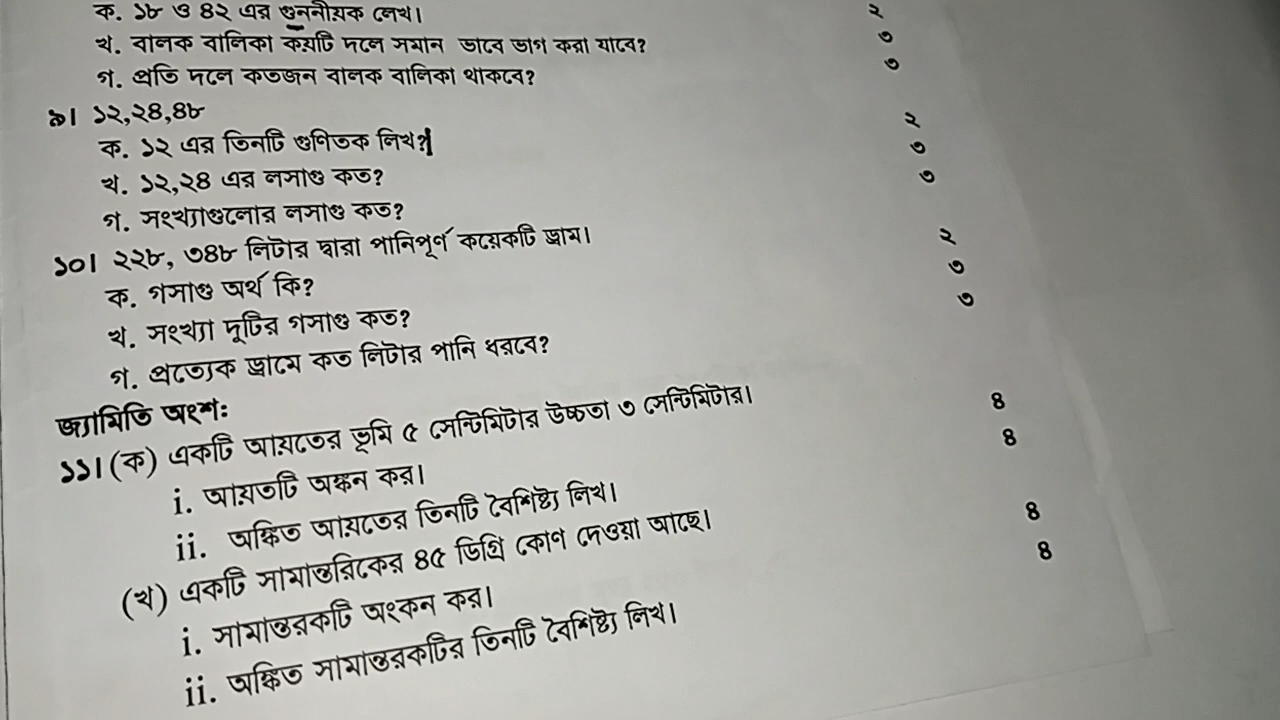 ক. ১৮ ও ৪২ এর গুননীয়ক লেখ। ২
খ. বালক বালিকা কয়টি দলে সমান ভাবে ভাগ করা যাবে? ৩
গ. প্রতি দলে কতজন বালক বালিকা থাকবে? ৩
৯। ১২,২৪,৪৮
ক. ১২ এর তিনটি গুণিতক লিখ? ২
খ. ১২,২৪ এর লসাগু কত? ৩
গ. সংখ্যাগুলোর লসাগু কত? ৩
১০। ২২৮, ৩৪৮ লিটার দ্বারা পানিপূর্ণ কয়েকটি ড্রাম।
ক. গসাগু অর্থ কি? ২
খ. সংখ্যা দূটির গসাগু কত? ৩
গ. প্রত্যেক ড্রামে কত লিটার পানি ধরবে? ৩
জ্যামিতি অংশঃ
১১।(ক) একটি আয়তের ভূমি ৫ সেন্টিমিটার উচ্চতা ৩ সেন্টিমিটার।
i. আয়তটি অঙ্কন কর। ৪
ii. অঙ্কিত আয়তের তিনটি বৈশিষ্ট্য লিখ। ৪
(খ) একটি সামান্তরিকের ৪৫ ডিগ্রি কোণ দেওয়া আছে।
i. সামান্তরকটি অংকন কর। ৪
ii. অঙ্কিত সামান্তরকটির তিনটি বৈশিষ্ট্য লিখ। ৪